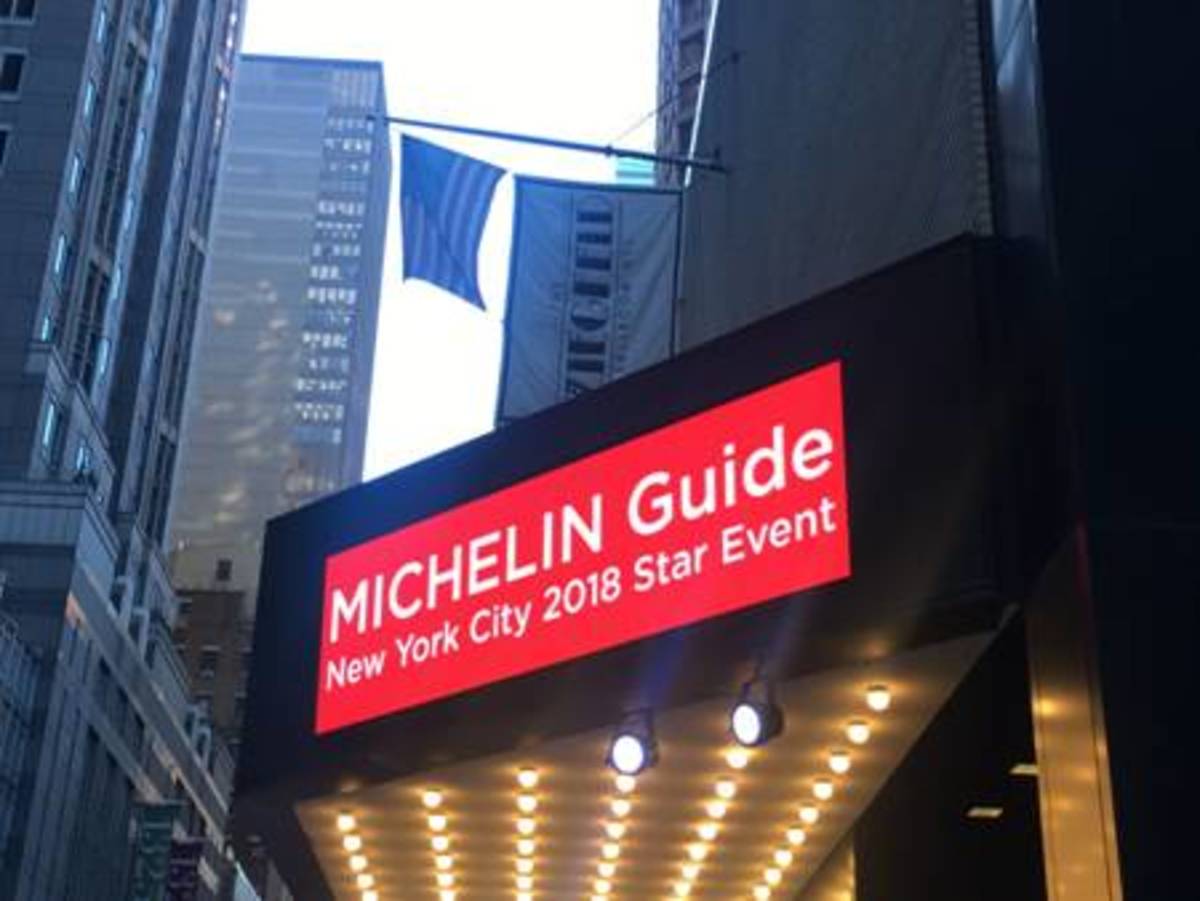 MICHELIN Guide
New York City 2018 Star Event